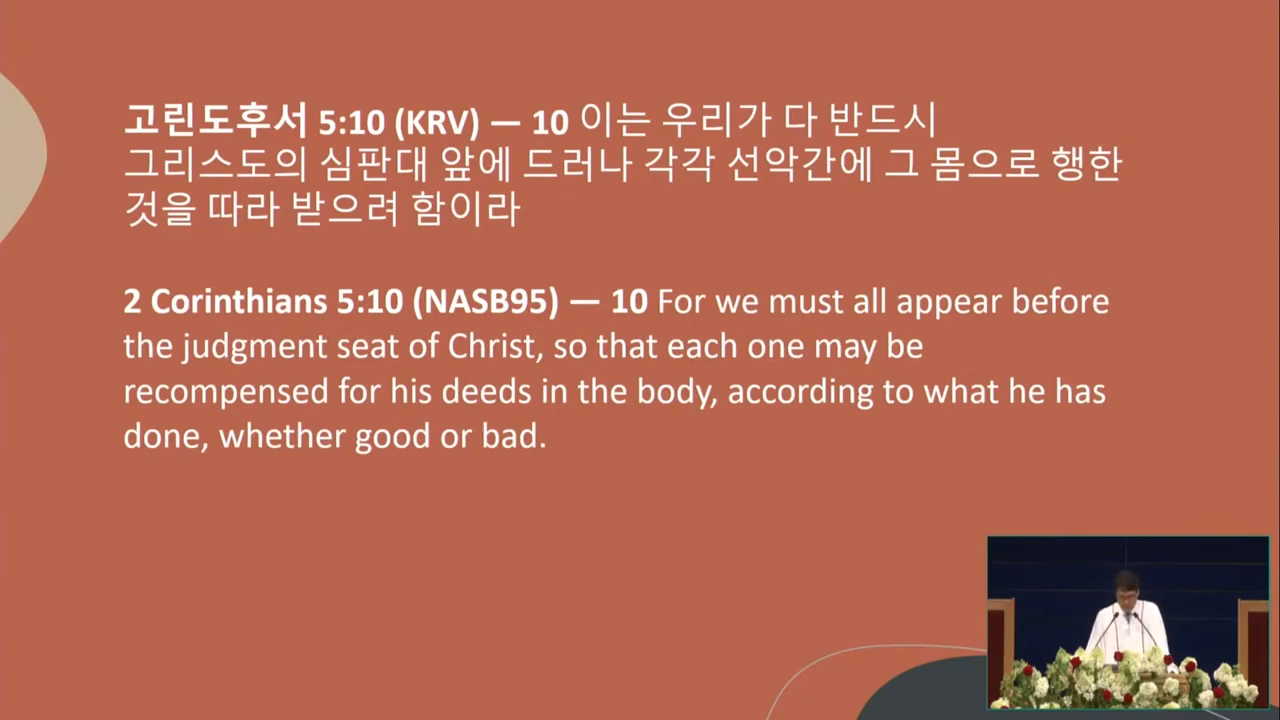 고린도후서 5:10 (KRV) — 10 이는 우리가 다 반드시
그리스도의 심판대 앞에 드러나 각각 선악간에 그 몸으로 행한
것을 따라 받으려 함이라
2 Corinthians 5:10 (NASB95) — 10 For we must all appear before
the judgment seat of Christ, so that each one may be
recompensed for his deeds in the body, according to what he has
done, whether good or bad.